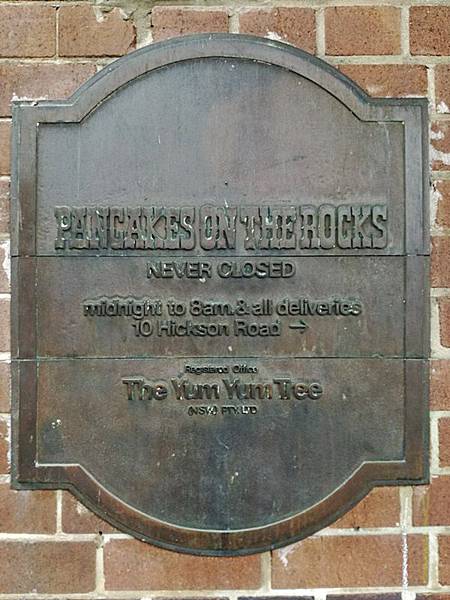 PANCAKES ON THE ROCKS
NEVER CLOSED
midnight to 8am. & all deliveries
10 Hickson Road →
Registered Office
The Yum Yum Tree
(NSW) PTY. LTD